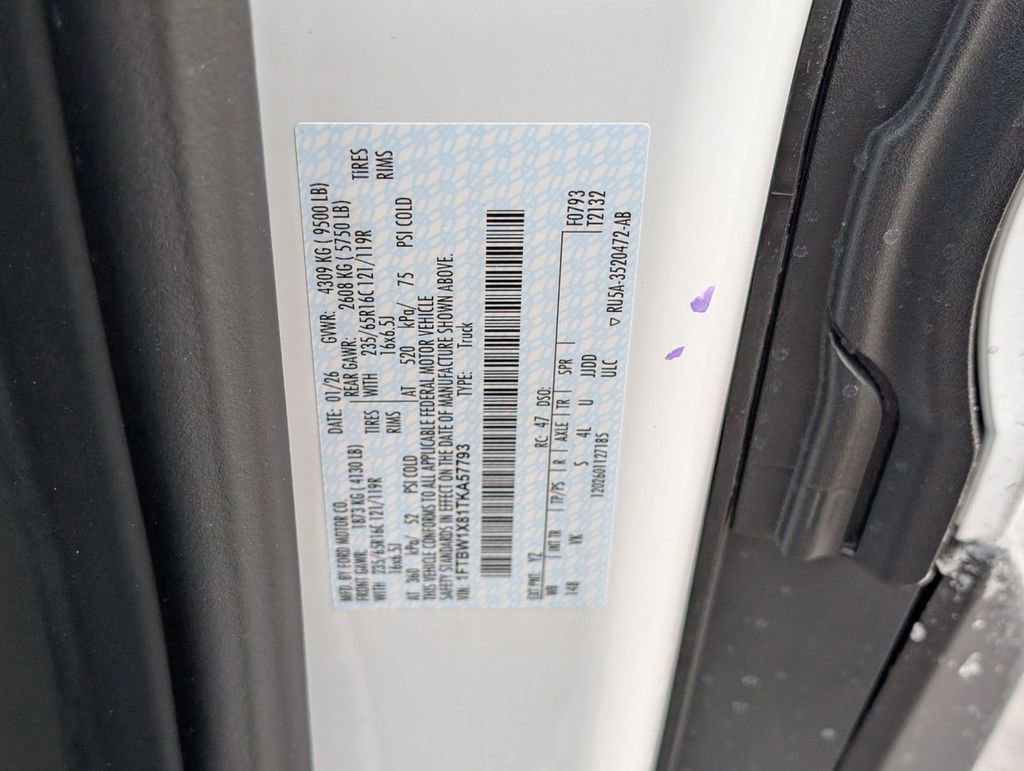 MFD. BY FORD MOTOR CO. DATE: 01/26 GVWR: 4309 KG ( 9500 LB)
FRONT GAWR: 1873 KG ( 4130 LB) REAR GAWR: 2608 KG ( 5750 LB)
WITH 235/65R16C 121/119R TIRES WITH 235/65R16C 121/119R TIRES
16x6.5J RIMS 16x6.5J RIMS
AT 360 kPa/ 52 PSI COLD AT 520 kPa/ 75 PSI COLD
THIS VEHICLE CONFORMS TO ALL APPLICABLE FEDERAL MOTOR VEHICLE
SAFETY STANDARDS IN EFFECT ON THE DATE OF MANUFACTURE SHOWN ABOVE.
VIN: 1FTBW1X81TKA57793 TYPE: Truck
EXT PNT: YZ RC: 47 DSO: F0793
WB INT TR TP/PS R AXLE TR SPR T2132
148 VK S 4L U JJDD
1202601127185 ULC ▽ RU5A-3520472-AB